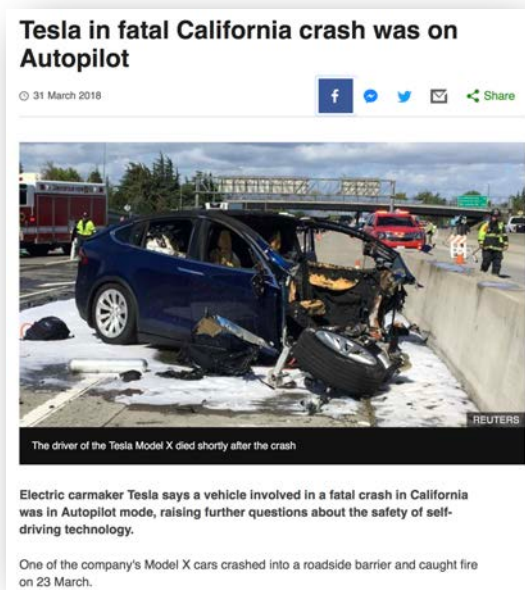 Tesla in fatal California crash was on
Autopilot
31 March 2018
Share
REUTERS
The driver of the Tesla Model X died shortly after the crash
Electric carmaker Tesla says a vehicle involved in a fatal crash in California
was in Autopilot mode, raising further questions about the safety of self-
driving technology.
One of the company's Model X cars crashed into a roadside barrier and caught fire
on 23 March.